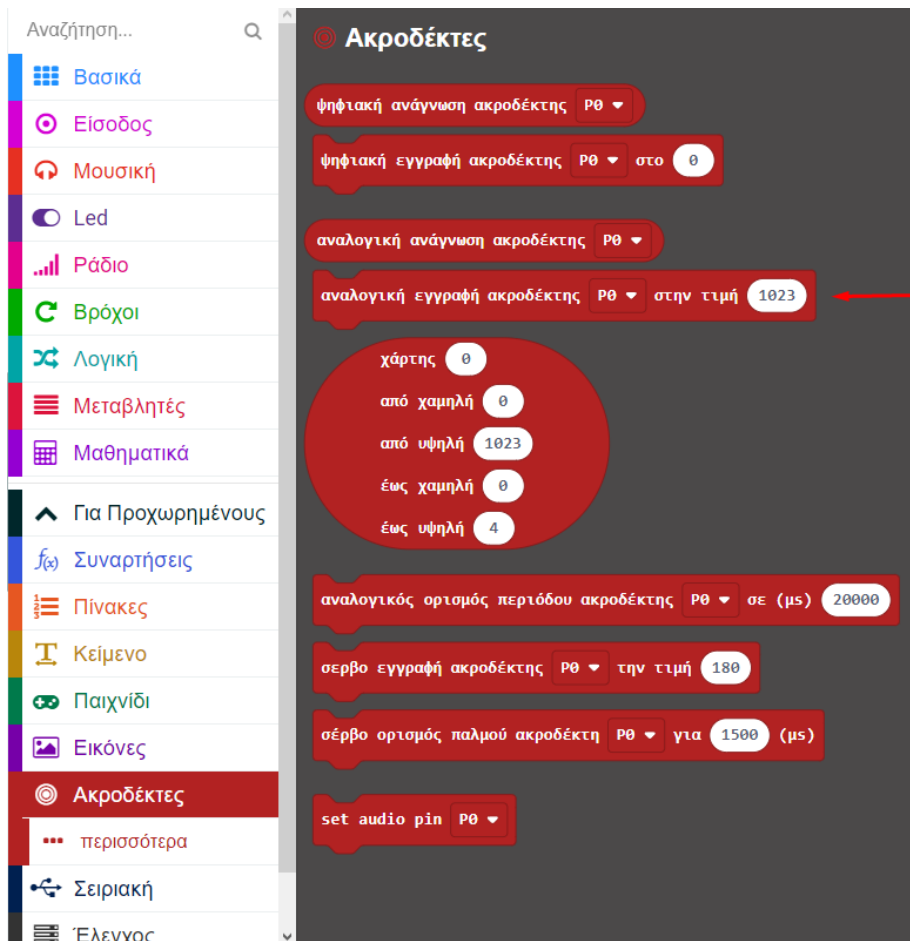 Αναζήτηση...
Βασικά
Είσοδος
Μουσική
Led
Ράδιο
Βρόχοι
Λογική
Μεταβλητές
Μαθηματικά
Για Προχωρημένους
f(x) Συναρτήσεις
Πίνακες
Κείμενο
Παιχνίδι
Εικόνες
Ακροδέκτες
περισσότερα
Σειριακή
Έλεγχος
Ακροδέκτες
ψηφιακή ανάγνωση ακροδέκτης P0
ψηφιακή εγγραφή ακροδέκτης P0 στο 0
αναλογική ανάγνωση ακροδέκτης P0
αναλογική εγγραφή ακροδέκτης P0 στην τιμή 1023
χάρτης 0
από χαμηλή 0
από υψηλή 1023
έως χαμηλή 0
έως υψηλή 4
αναλογικός ορισμός περιόδου ακροδέκτης P0 σε (μs) 20000
σερβο εγγραφή ακροδέκτης P0 την τιμή 180
σέρβο ορισμός παλμού ακροδέκτη P0 για 1500 (μs)
set audio pin P0